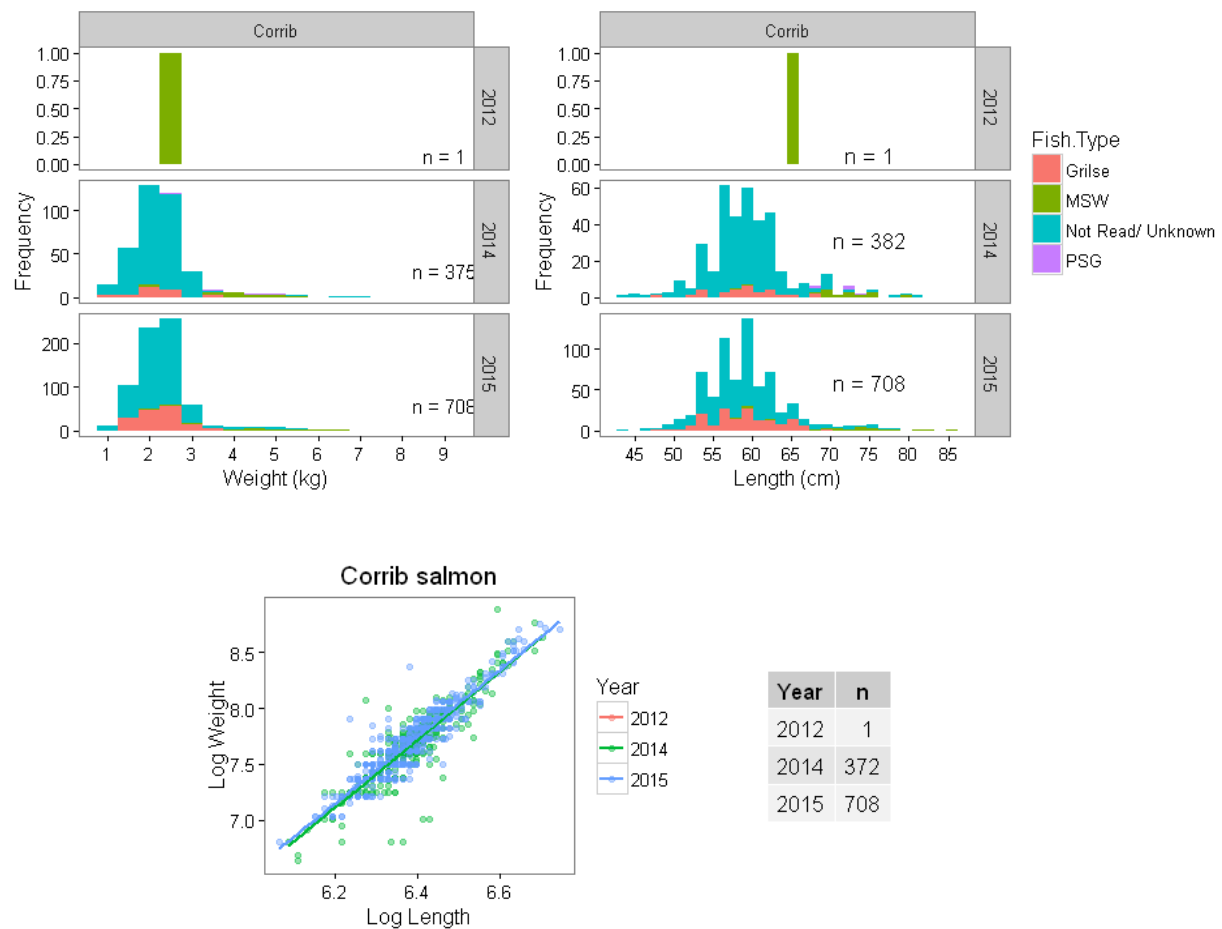 Corrib
1.00
0.75
0.50
0.25
0.00
2012
n = 1
100
50
0
2014
n = 375
200
100
0
2015
n = 708
Frequency
1 2 3 4 5 6 7 8 9
Weight (kg)
Corrib
1.00
0.75
0.50
0.25
0.00
2012
n = 1
60
40
20
0
2014
n = 382
100
50
0
2015
n = 708
Frequency
45 50 55 60 65 70 75 80 85
Length (cm)
Fish.Type
Grilse
MSW
Not Read/ Unknown
PSG
Corrib salmon
8.5
8.0
7.5
7.0
Log Weight
6.2 6.4 6.6
Log Length
Year
2012
2014
2015
Year n
2012 1
2014 372
2015 708